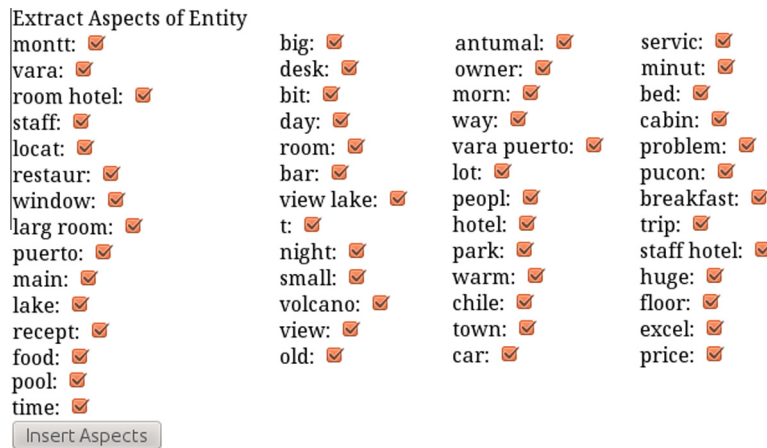 Extract Aspects of Entity
montt:
vara:
room hotel:
staff:
locat:
restaur:
window:
larg room:
puerto:
main:
lake:
recept:
food:
pool:
time:
big:
desk:
bit:
day:
room:
bar:
view lake:
t:
night:
small:
volcano:
view:
old:
antumal:
owner:
morn:
way:
vara puerto:
lot:
peopl:
hotel:
park:
warm:
chile:
town:
car:
servic:
minut:
bed:
cabin:
problem:
pucon:
breakfast:
trip:
staff hotel:
huge:
floor:
excel:
price:
Insert Aspects